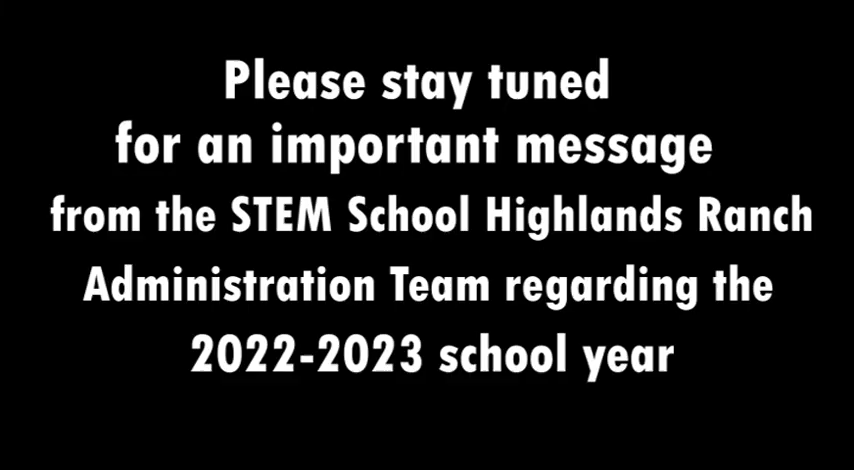 Please stay tuned
for an important message
from the STEM School Highlands Ranch
Administration Team regarding the
2022-2023 school year